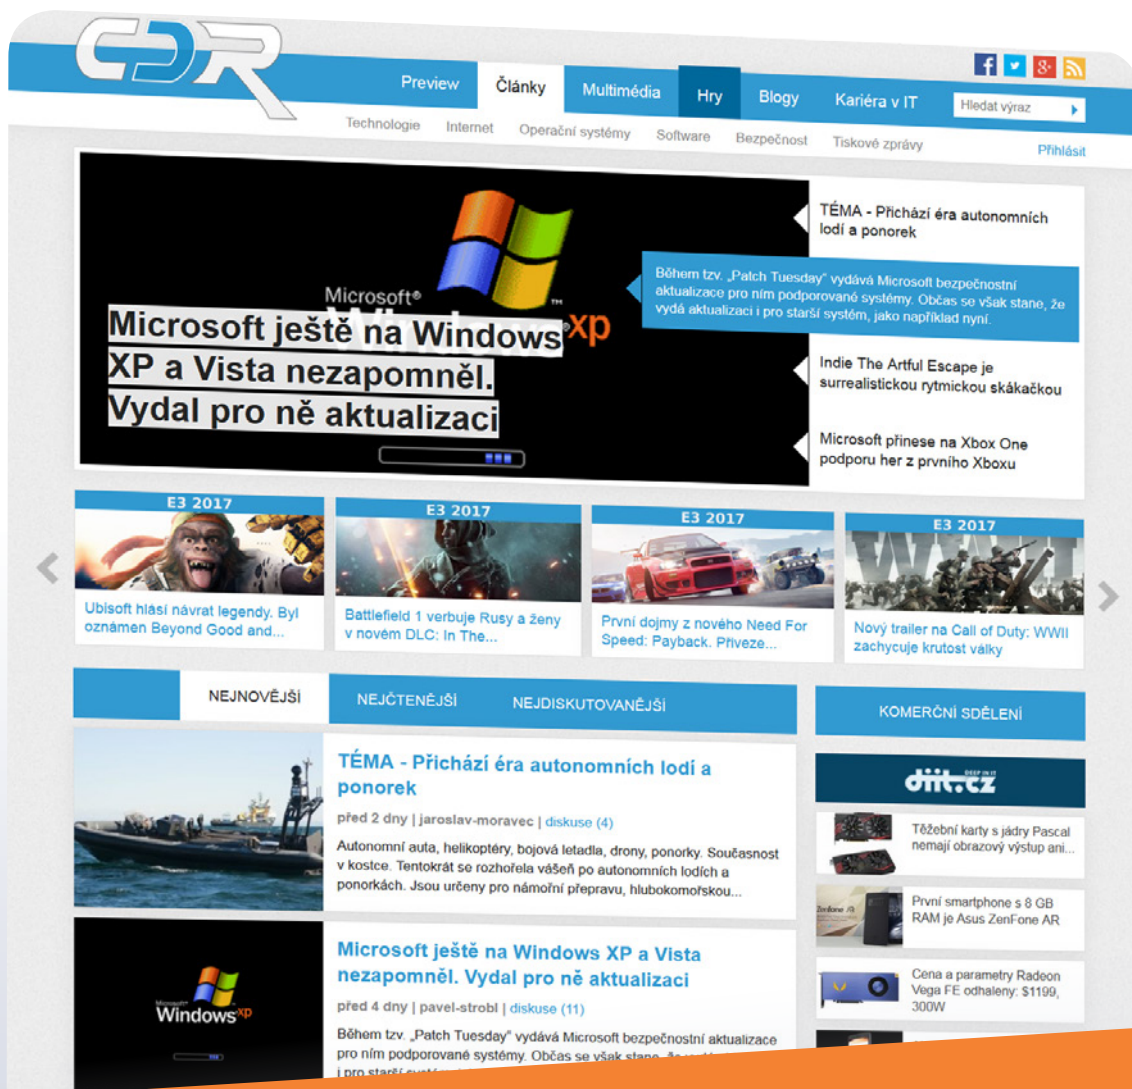 CDR
Preview
Články
Multimédia
Hry
Blogy
Kariéra v IT
Hledat výraz
Technologie
Internet
Operační systémy
Software
Bezpečnost
Tiskové zprávy
Přihlásit
Microsoft®
Windows xp
Microsoft ještě na Windows
XP a Vista nezapomněl.
Vydal pro ně aktualizaci
TÉMA - Přichází éra autonomních
lodí a ponorek
Během tzv. „Patch Tuesday" vydává Microsoft bezpečnostní
aktualizace pro ním podporované systémy. Občas se však stane, že
vydá aktualizaci i pro starší systém, jako například nyní.
Indie The Artful Escape je
surrealistickou rytmickou skákačkou
Microsoft přinese na Xbox One
podporu her z prvního Xboxu
E3 2017
Ubisoft hlásí návrat legendy. Byl
oznámen Beyond Good and...
E3 2017
Battlefield 1 verbuje Rusy a ženy
v novém DLC: In The...
E3 2017
První dojmy z nového Need For
Speed: Payback. Přiveze...
E3 2017
WWII
Nový trailer na Call of Duty: WWII
zachycuje krutost války
NEJNOVĚJŠÍ
NEJČTENĚJŠÍ
NEJDISKUTOVANĚJŠÍ
TÉMA - Přichází éra autonomních lodí a
ponorek
před 2 dny | jaroslav-moravec | diskuse (4)
Autonomní auta, helikoptéry, bojová letadla, drony, ponorky. Současnost
v kostce. Tentokrát se rozhořela vášeň po autonomních lodích a
ponorkách. Jsou určeny pro námořní přepravu, hlubokomořskou...
Microsoft
Windows xp
Microsoft ještě na Windows XP a Vista
nezapomněl. Vydal pro ně aktualizaci
před 4 dny | pavel-strobl | diskuse (11)
Během tzv. „Patch Tuesday" vydává Microsoft bezpečnostní aktualizace
pro ním podporované systémy. Občas se však stane, že
i pro starší
KOMERČNÍ SDĚLENÍ
DEEP IN IT
diit.cz
Těžební karty s jádry Pascal
nemají obrazový výstup ani...
První smartphone s 8 GB
RAM je Asus ZenFone AR
Cena a parametry Radeon
Vega FE odhaleny: $1199,
300W